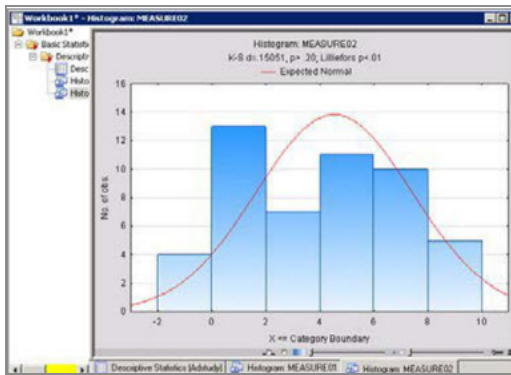 Workbook1* - Histogram: MEASURE02
Workbook1*
Basic Statisti
Descriptiv
Desc
Histo
Histo
Histogram: MEASURE02
K-S d=.15051, p> .20; Lilliefors p<.01
Expected Normal
16
14
12
10
8
6
4
2
0
No. of obs.
-2 0 2 4 6 8 10
X <= Category Boundary
Descriptive Statistics (Adstudy) Histogram: MEASURE01 Histogram: MEASURE02